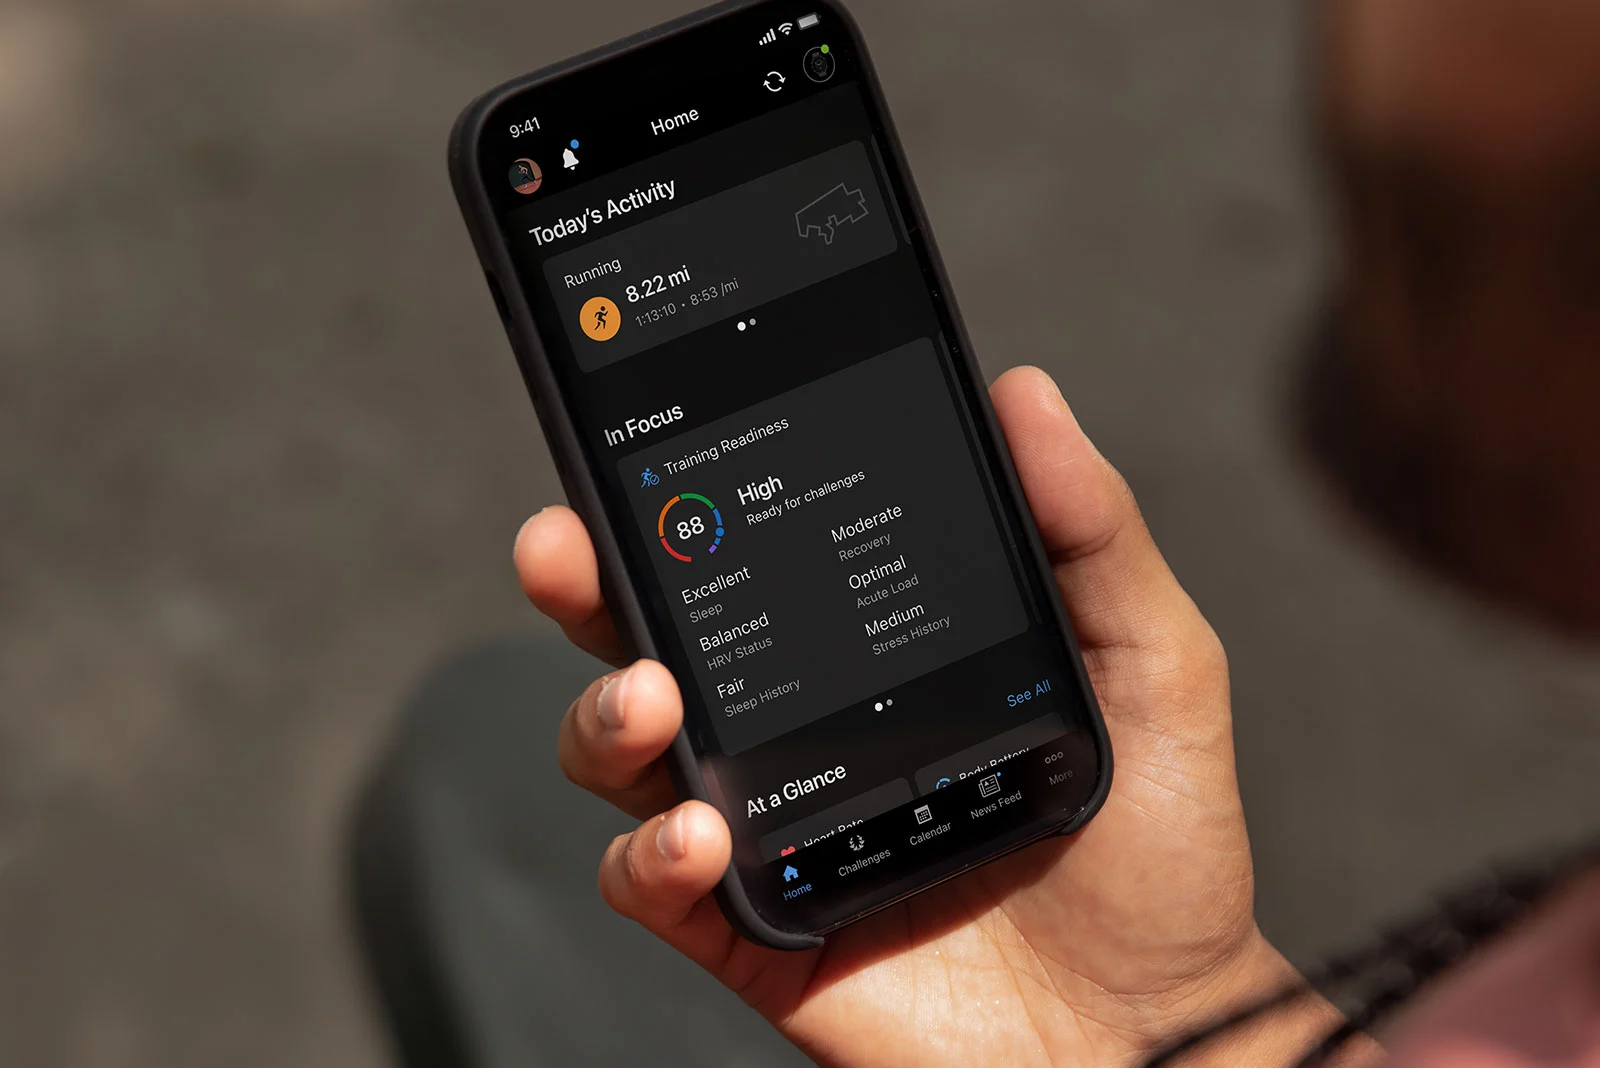 9:41
Home
Today's Activity
Running
8.22 mi
1:13:10 • 8:53 /mi
In Focus
Training Readiness
88
High
Ready for challenges
Excellent
Sleep
Moderate
Recovery
Balanced
HRV Status
Optimal
Acute Load
Fair
Sleep History
Medium
Stress History
See All
At a Glance
Heart Rate
Body Battery
Home
Challenges
Calendar
News Feed
More